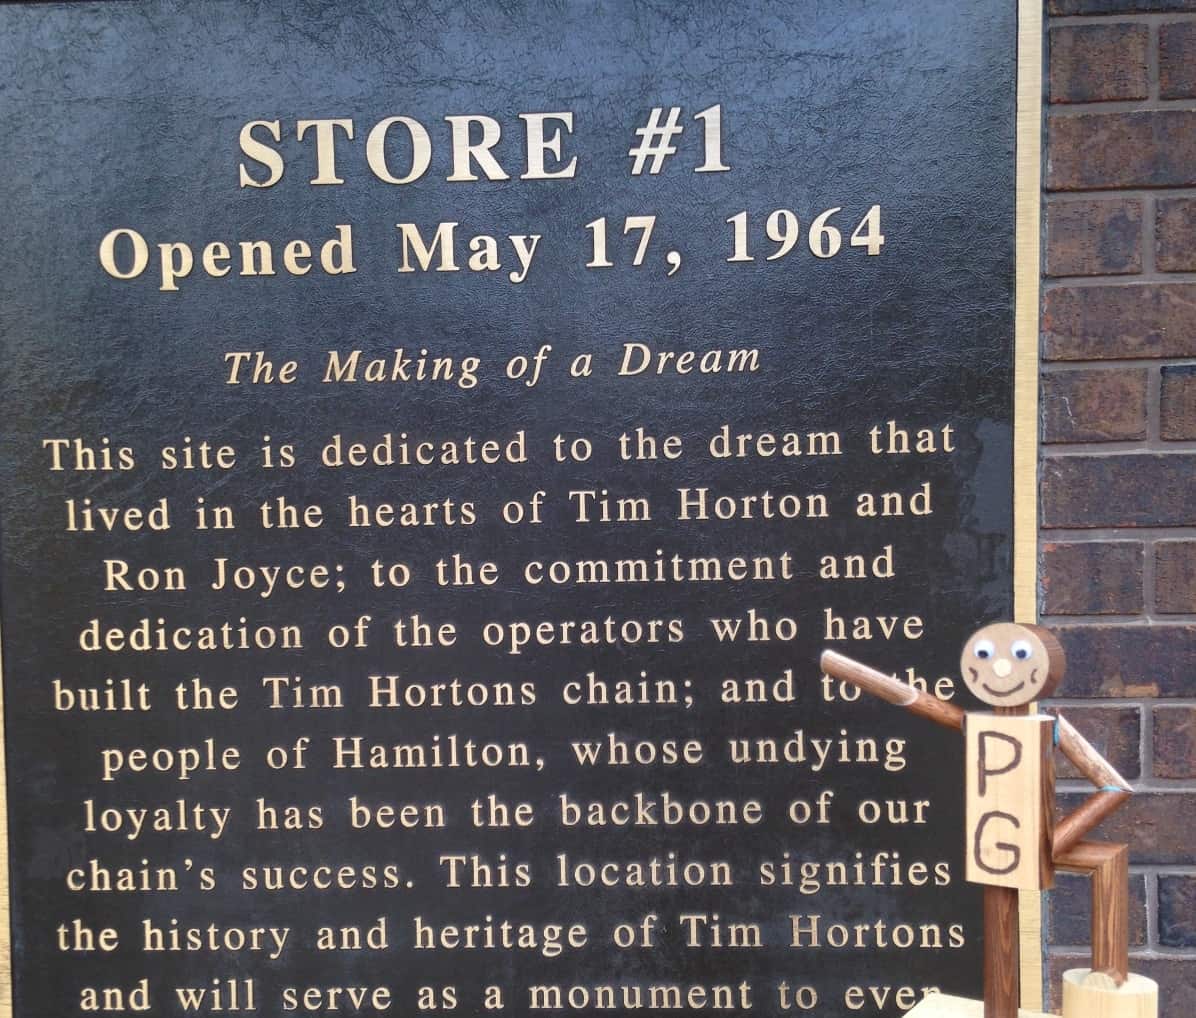 STORE #1
Opened May 17, 1964
The Making of a Dream
This site is dedicated to the dream that
lived in the hearts of Tim Horton and
Ron Joyce; to the commitment and
dedication of the operators who have
built the Tim Hortons chain; and to the
people of Hamilton, whose undying
loyalty has been the backbone of our
chain’s success. This location signifies
the history and heritage of Tim Hortons
and will serve as a monument to
P
G